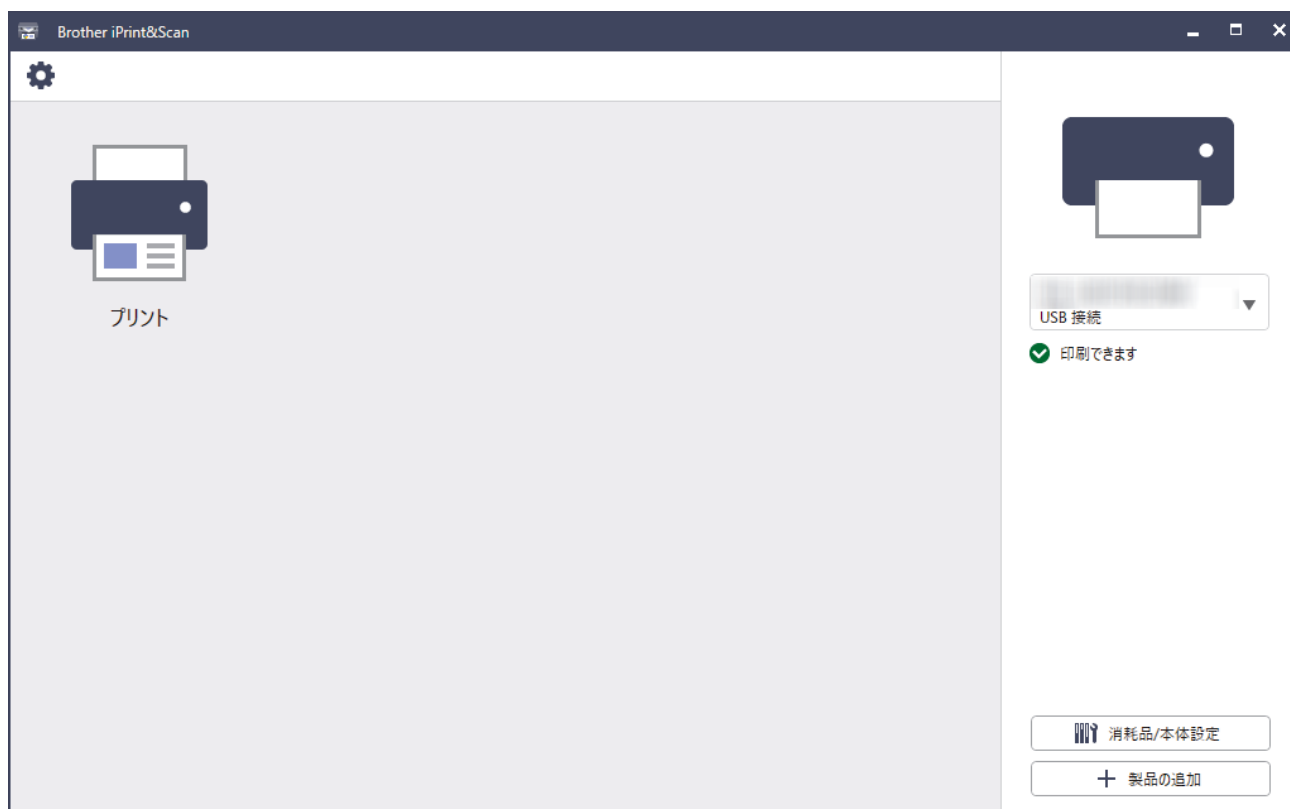 Brother iPrint&Scan
プリント
USB 接続
印刷できます
消耗品/本体設定
製品の追加